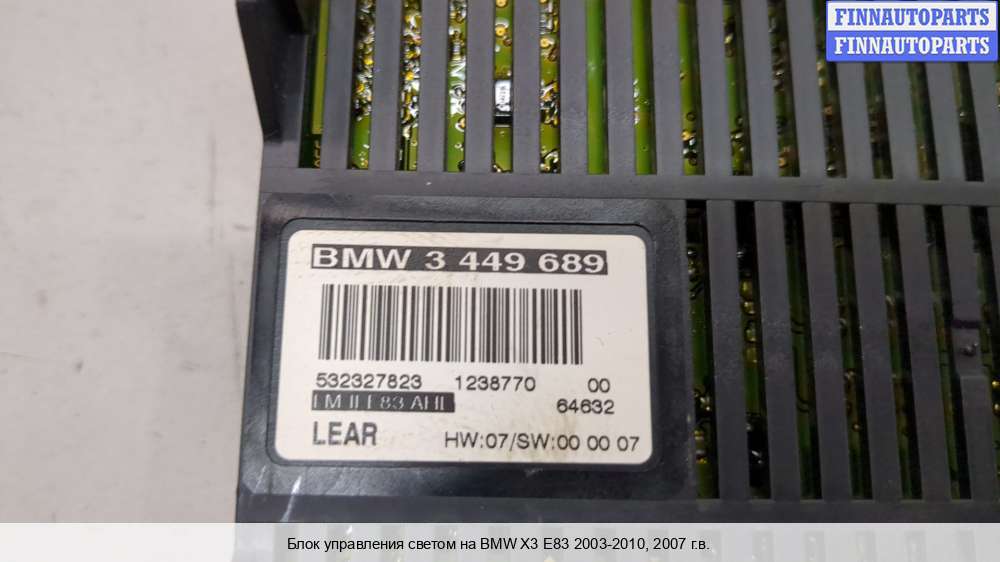 FINNAUTOPARTS
FINNAUTOPARTS
BMW 3 449 689
532327823 1238770 00
LM II E83 AHL 64632
LEAR HW:07/SW:00 00 07
Блок управления светом на BMW X3 E83 2003-2010, 2007 г.в.